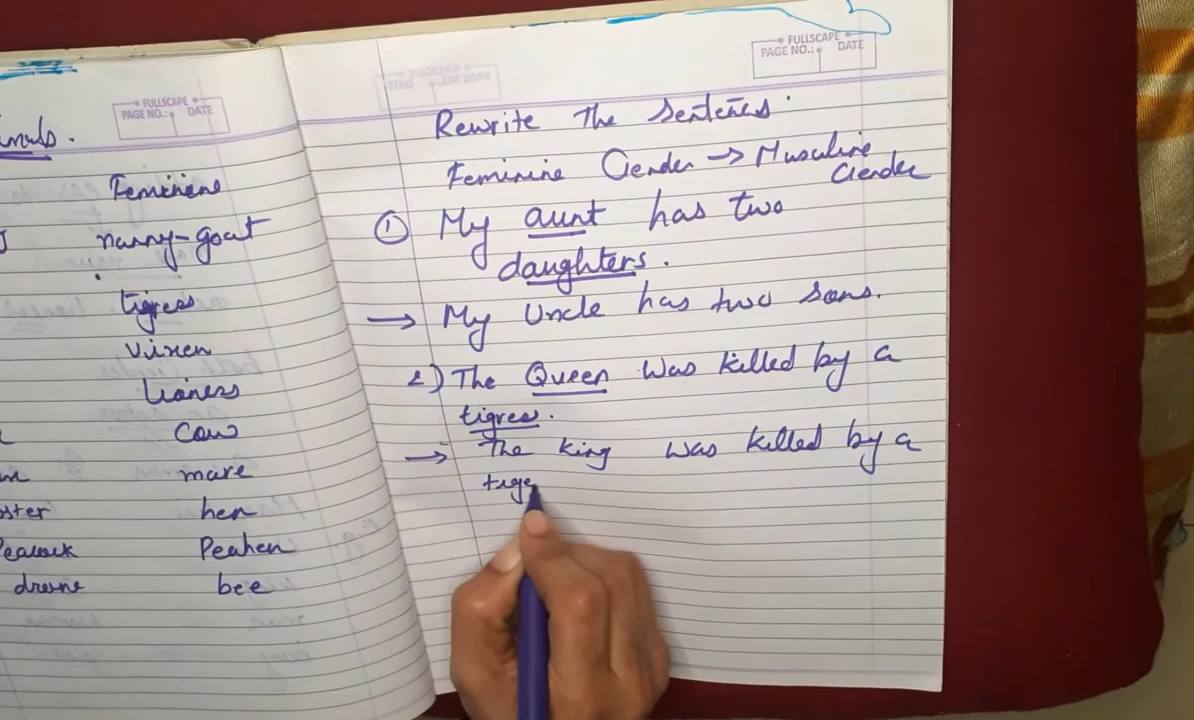 FULLSCAPE
PAGE NO.: DATE
Feminine
nanny-goat
tigress
vixen
lioness
cow
mare
hen
Peacock Peahen
drone bee
FULLSCAPE
PAGE NO.: DATE
Rewrite The Sentences.
Feminine Gender → Musculine
Gender
① My aunt has two
daughters.
→ My Uncle has two sons.
2) The Queen was killed by a
tigres.
→ The king was killed by a
tige